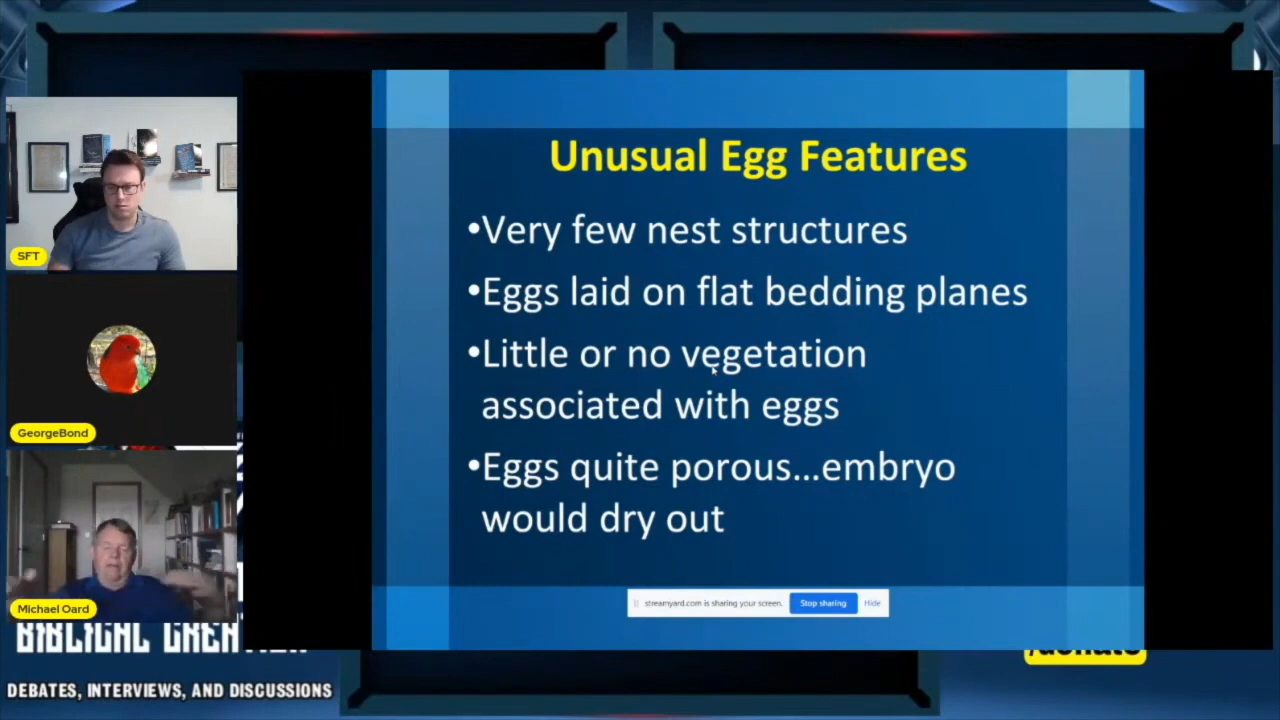 Unusual Egg Features
•Very few nest structures
•Eggs laid on flat bedding planes
•Little or no vegetation
associated with eggs
•Eggs quite porous...embryo
would dry out
streamyard.com is sharing your screen.
Stop sharing
Hide
SFT
GeorgeBond
Michael Oard
BIBLICAL
DEBATES, INTERVIEWS, AND DISCUSSIONS